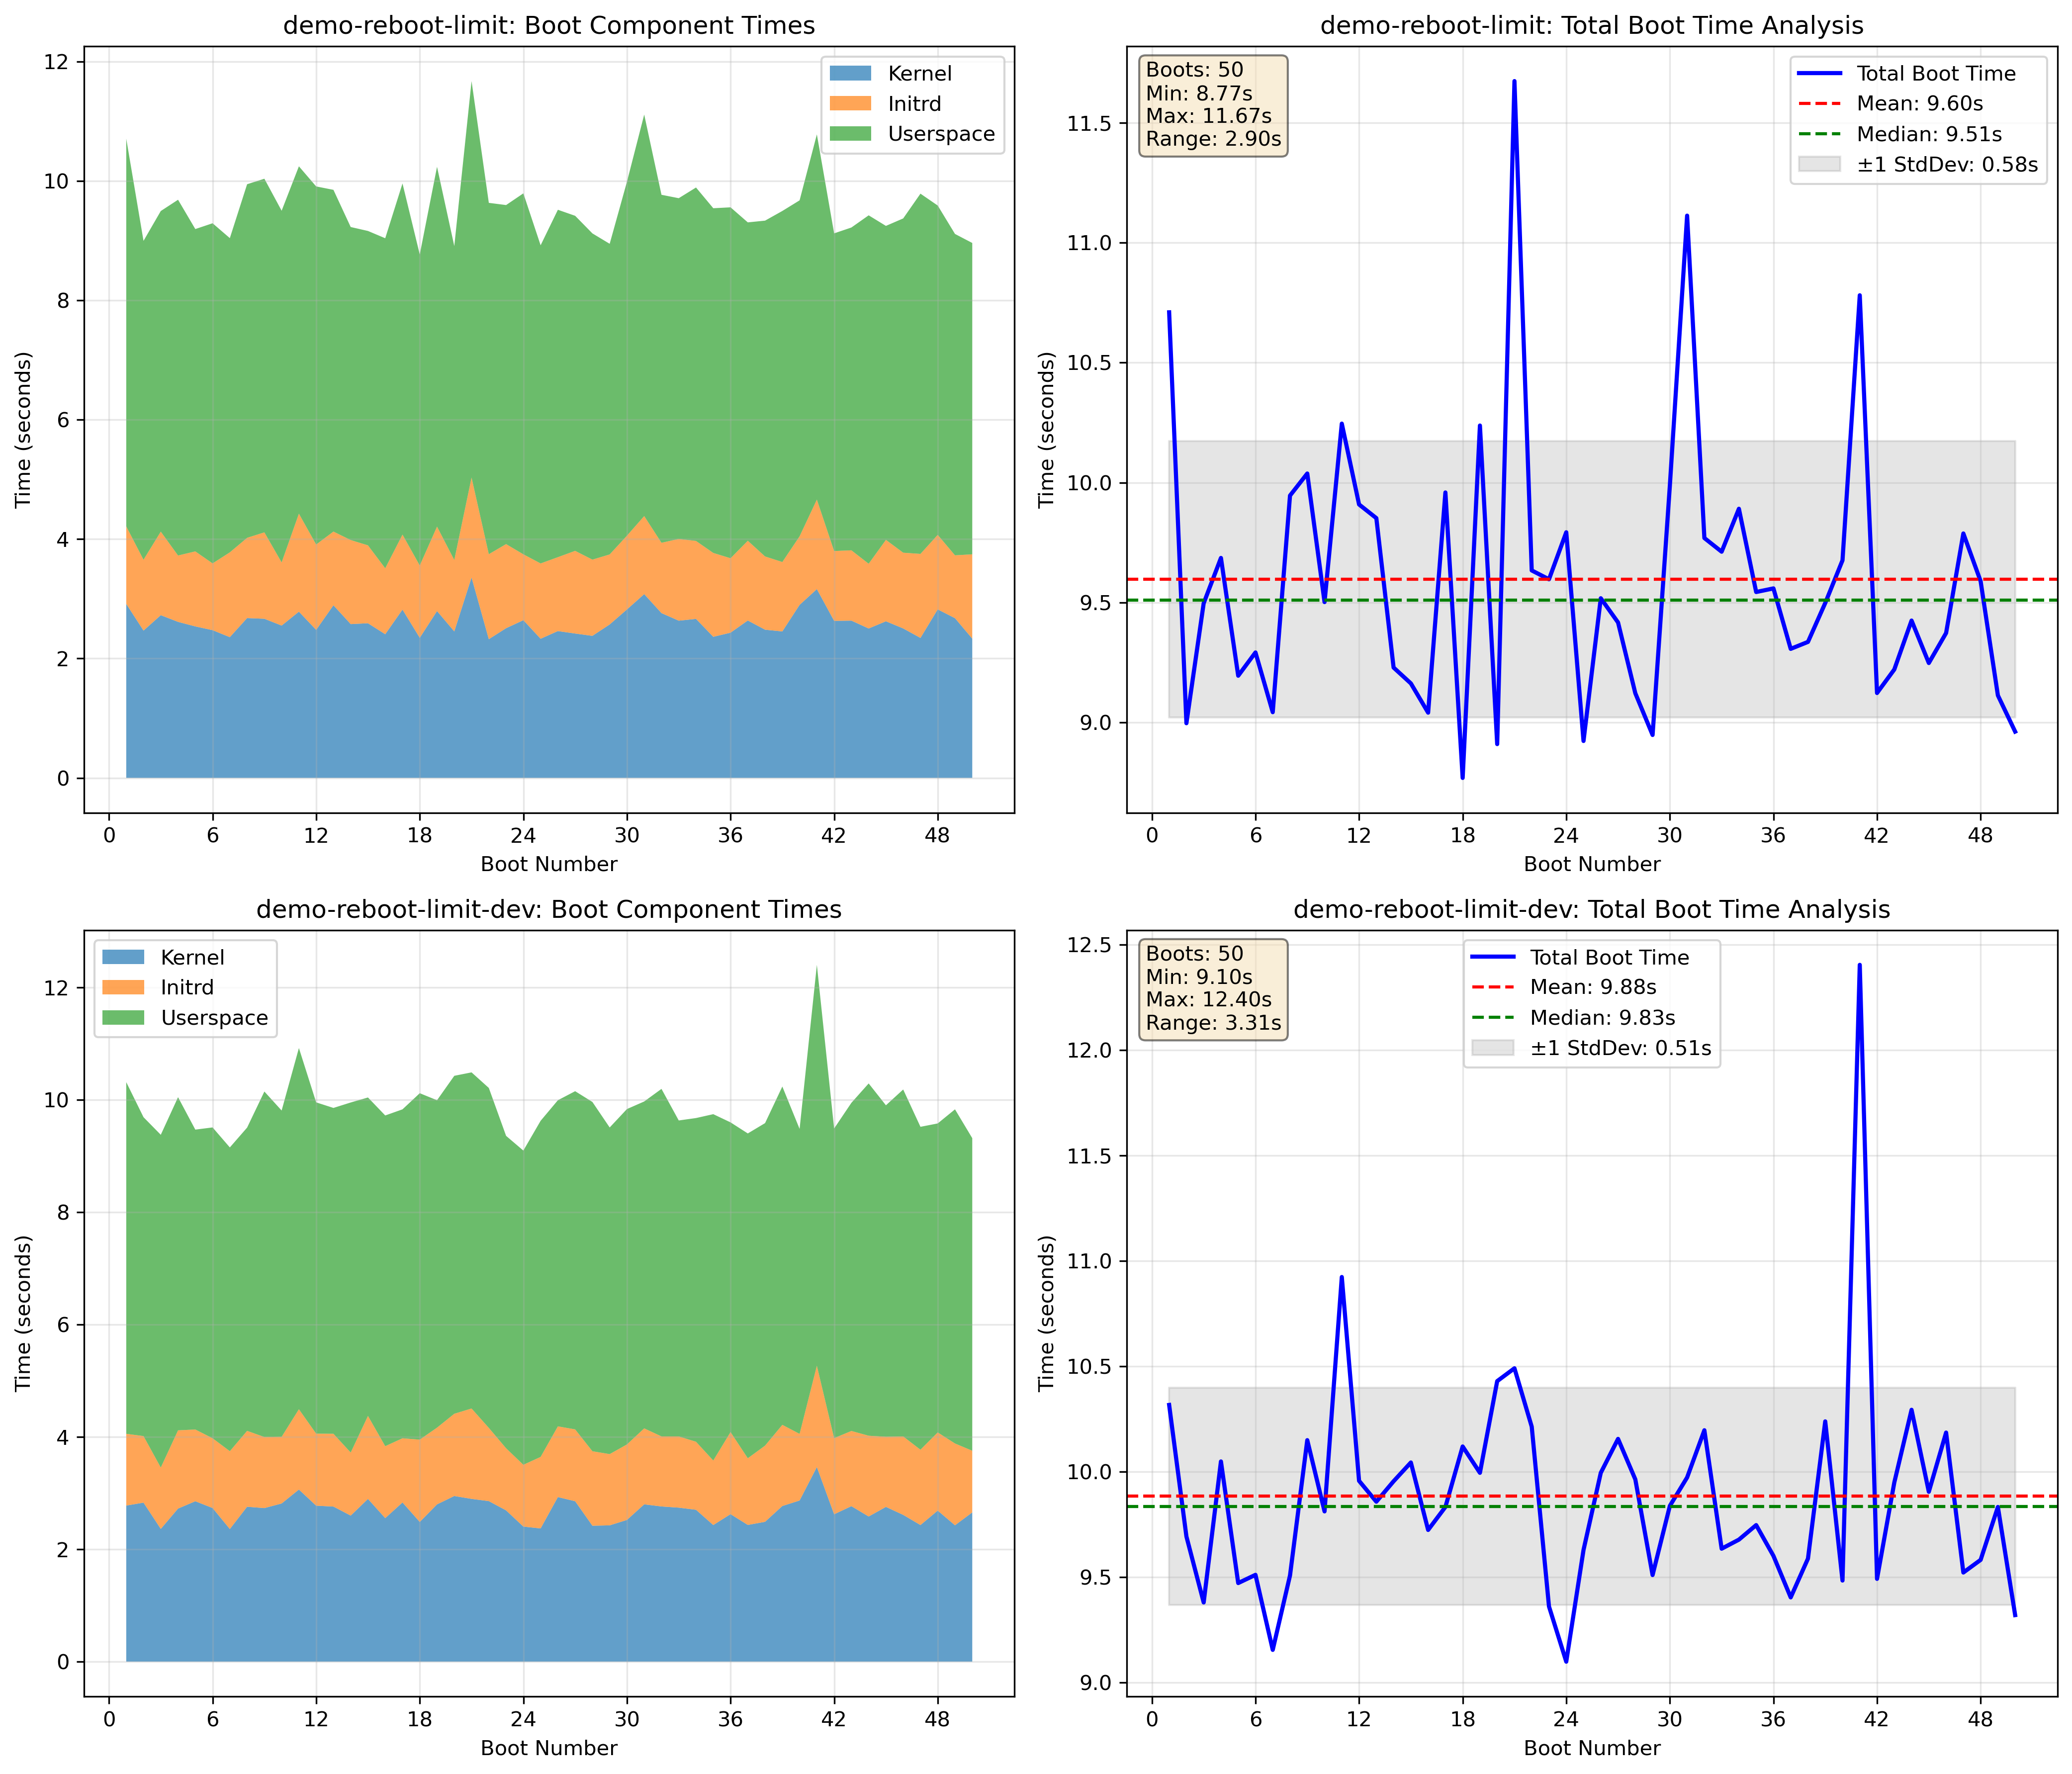 demo-reboot-limit: Boot Component Times
12
10
8
6
4
2
0
Time (seconds)
Kernel
Initrd
Userspace
0 6 12 18 24 30 36 42 48
Boot Number
demo-reboot-limit: Total Boot Time Analysis
Boots: 50
Min: 8.77s
Max: 11.67s
Range: 2.90s
Total Boot Time
Mean: 9.60s
Median: 9.51s
±1 StdDev: 0.58s
11.5
11.0
10.5
10.0
9.5
9.0
Time (seconds)
0 6 12 18 24 30 36 42 48
Boot Number
demo-reboot-limit-dev: Boot Component Times
Kernel
Initrd
Userspace
12
10
8
6
4
2
0
Time (seconds)
0 6 12 18 24 30 36 42 48
Boot Number
demo-reboot-limit-dev: Total Boot Time Analysis
Boots: 50
Min: 9.10s
Max: 12.40s
Range: 3.31s
Total Boot Time
Mean: 9.88s
Median: 9.83s
±1 StdDev: 0.51s
12.5
12.0
11.5
11.0
10.5
10.0
9.5
9.0
Time (seconds)
0 6 12 18 24 30 36 42 48
Boot Number